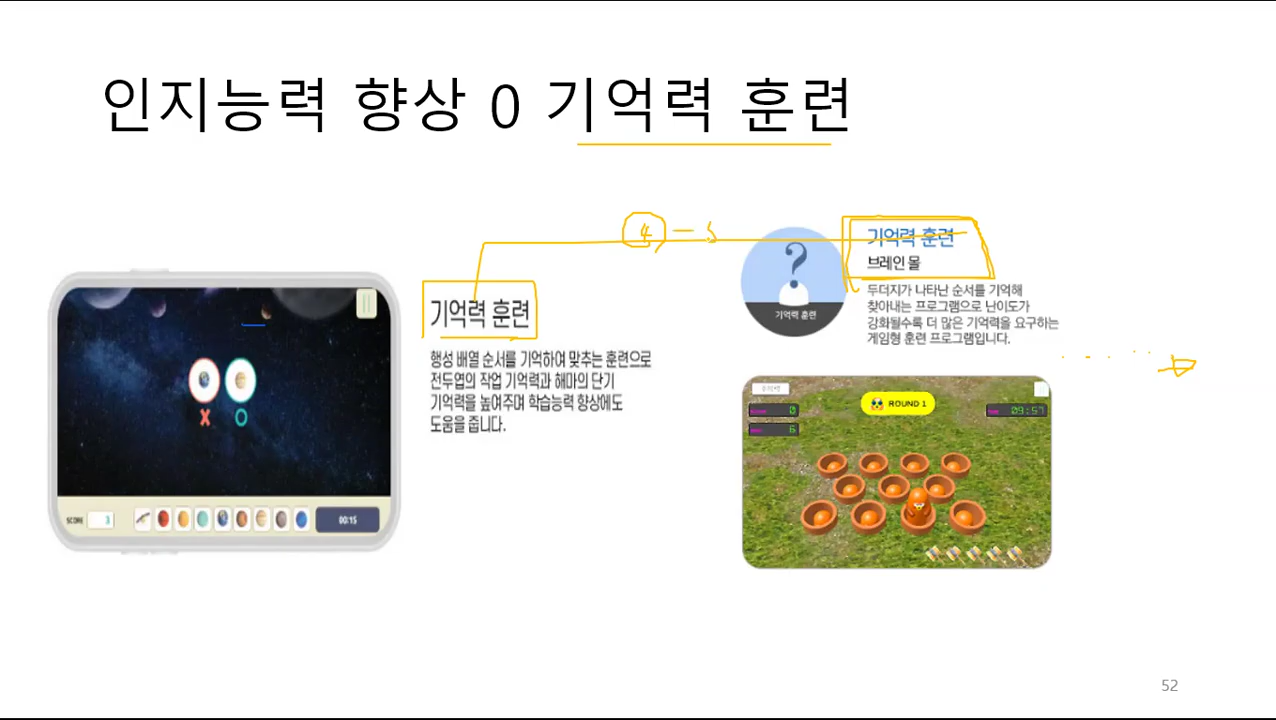 인지능력 향상 0 기억력 훈련
4 - 5
기억력 훈련
행성 배열 순서를 기억하여 맞추는 훈련으로
전두엽의 작업 기억력과 해마의 단기
기억력을 높여주며 학습능력 향상에도
도움을 줍니다.
X O
SCORE 3 00:15
기억력 훈련
기억력 훈련
브레인 몰
두더지가 나타난 순서를 기억해
찾아내는 프로그램으로 난이도가
강화될수록 더 많은 기억력을 요구하는
게임형 훈련 프로그램입니다.
ROUND 1
0
09:57
6
52